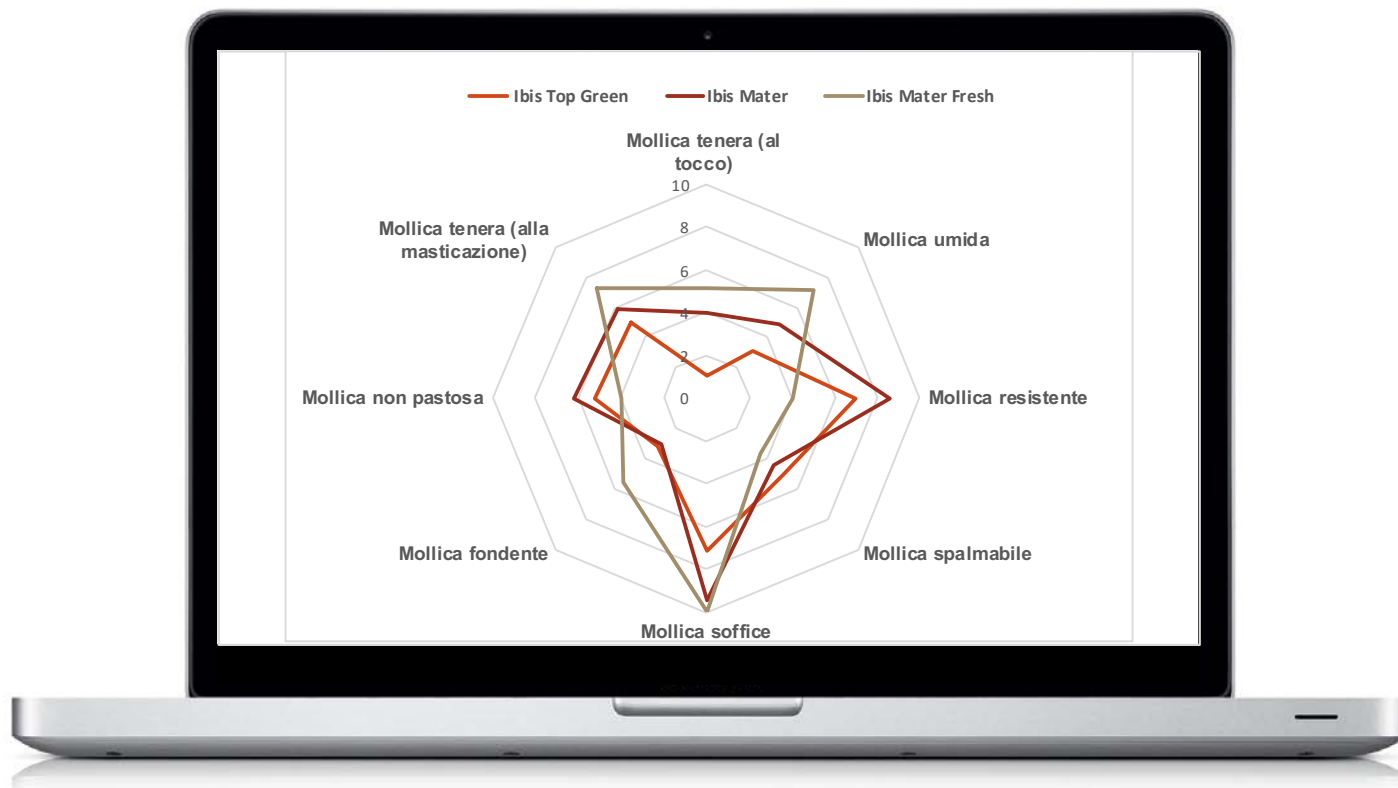 Ibis Top Green
Ibis Mater
Ibis Mater Fresh
Mollica tenera (al
tocco)
Mollica umida
Mollica resistente
Mollica spalmabile
Mollica soffice
Mollica fondente
Mollica non pastosa
Mollica tenera (alla
masticazione)
10
8
6
4
2
0